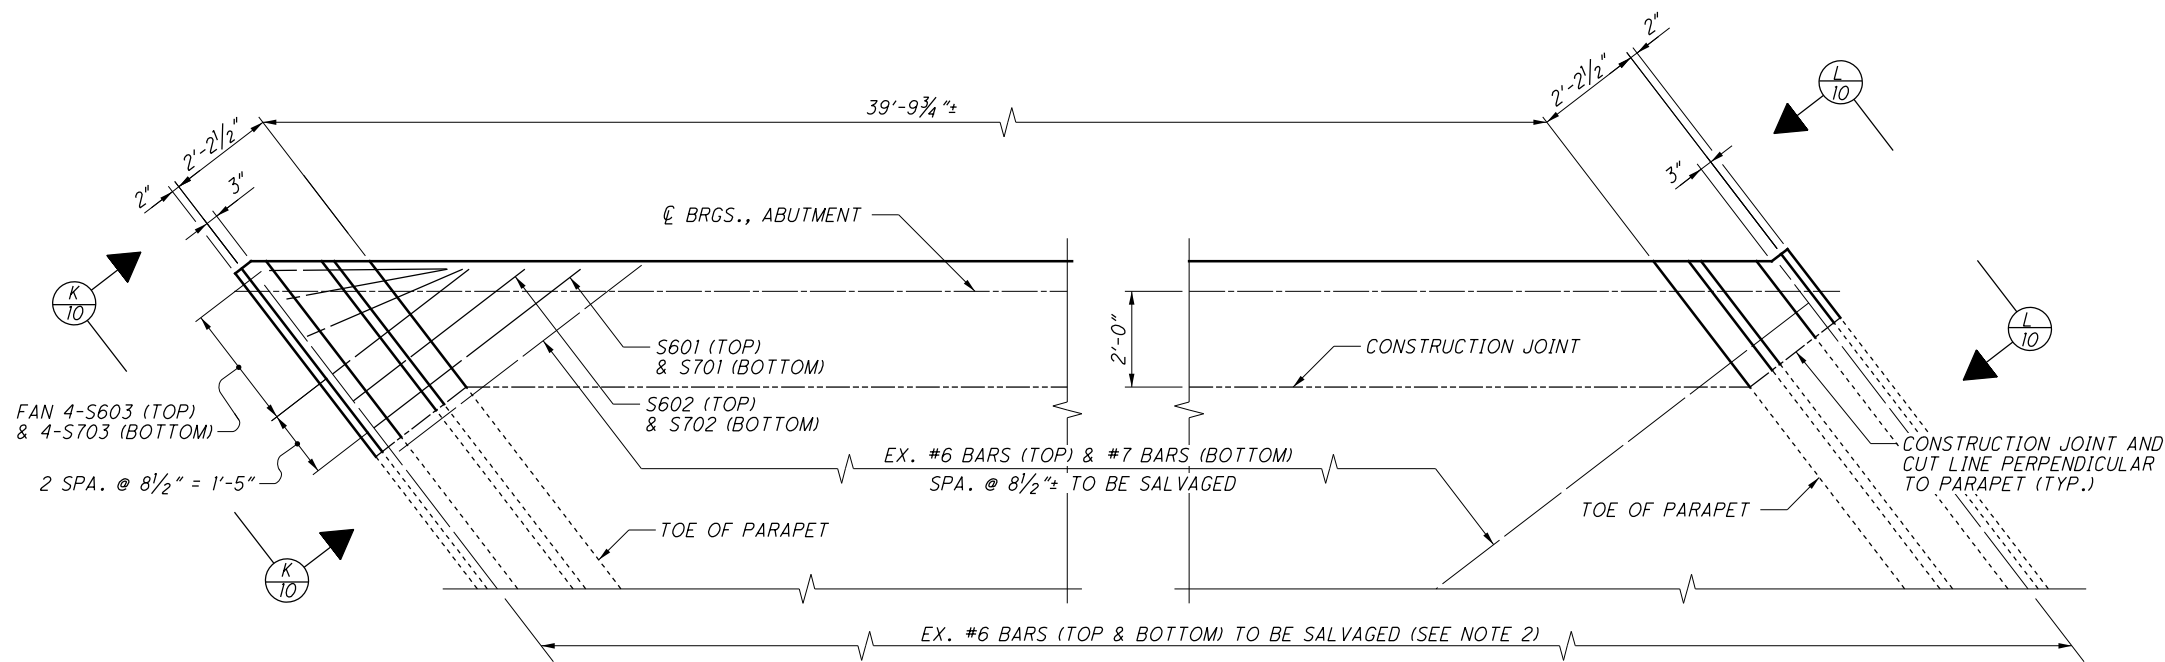 2"
2'-2½"
L
10
39'-9¾"±
2'-2½"
2"
3"
3"
℄ BRGS., ABUTMENT
K
10
L
10
2'-0"
S601 (TOP)
& S701 (BOTTOM)
CONSTRUCTION JOINT
S602 (TOP)
& S702 (BOTTOM)
FAN 4-S603 (TOP)
& 4-S703 (BOTTOM)
EX. #6 BARS (TOP) & #7 BARS (BOTTOM)
SPA. @ 8½"± TO BE SALVAGED
CONSTRUCTION JOINT AND
CUT LINE PERPENDICULAR
TO PARAPET (TYP.)
2 SPA. @ 8½" = 1'-5"
TOE OF PARAPET
TOE OF PARAPET
K
10
EX. #6 BARS (TOP & BOTTOM) TO BE SALVAGED (SEE NOTE 2)